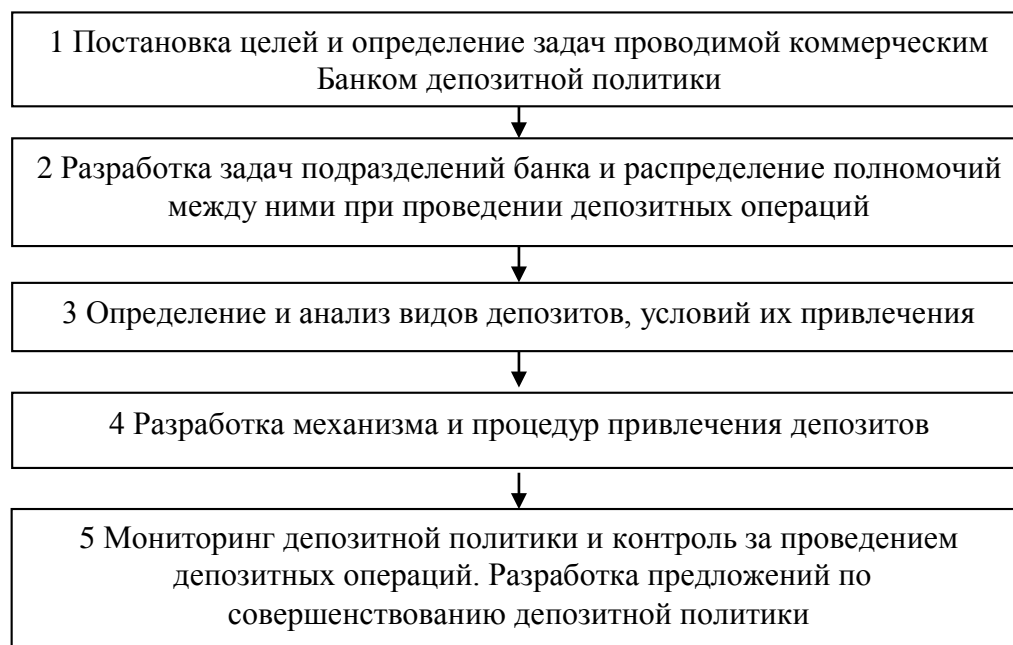 1 Постановка целей и определение задач проводимой коммерческим
Банком депозитной политики
2 Разработка задач подразделений банка и распределение полномочий
между ними при проведении депозитных операций
3 Определение и анализ видов депозитов, условий их привлечения
4 Разработка механизма и процедур привлечения депозитов
5 Мониторинг депозитной политики и контроль за проведением
депозитных операций. Разработка предложений по
совершенствованию депозитной политики